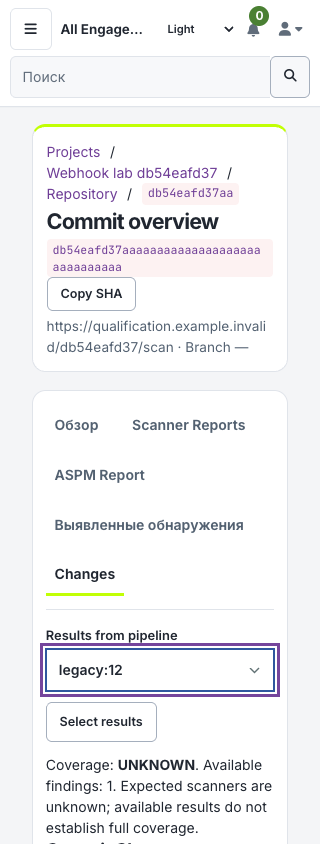 All Engage...
Light
0
Поиск
Projects /
Webhook lab db54eafd37 /
Repository / db54eafd37aa
Commit overview
db54eafd37aaaaaaaaaaaaaaaaaaa
aaaaaaaaaa
Copy SHA
https://qualification.example.invali
d/db54eafd37/scan · Branch —
Обзор
Scanner Reports
ASPM Report
Выявленные обнаружения
Changes
Results from pipeline
legacy:12
Select results
Coverage: UNKNOWN. Available
findings: 1. Expected scanners are
unknown; available results do not
establish full coverage.